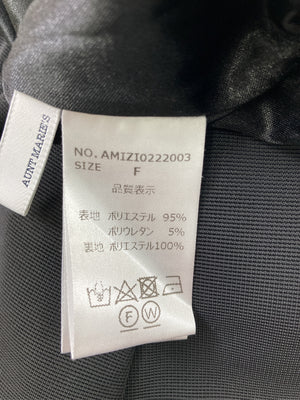 AUNT MARIE'S
NO. AMIZI0222003
SIZE F
品質表示
表地 ポリエステル 95%
ポリウレタン 5%
裏地 ポリエステル100%
F W